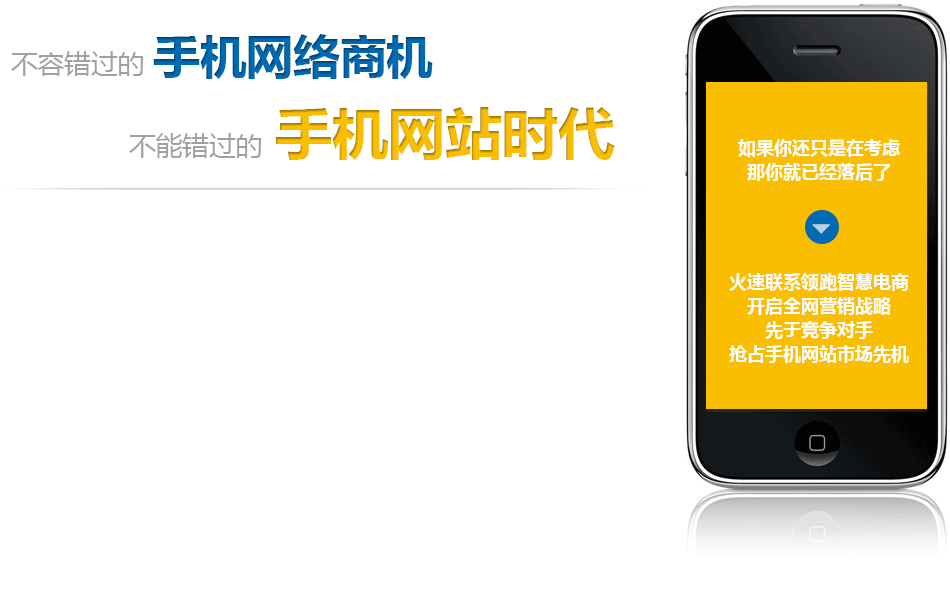 不容错过的 手机网络商机
不能错过的 手机网站时代
如果你还只是在考虑
那你就已经落后了
火速联系领跑智慧电商
开启全网营销战略
先于竞争对手
抢占手机网站市场先机